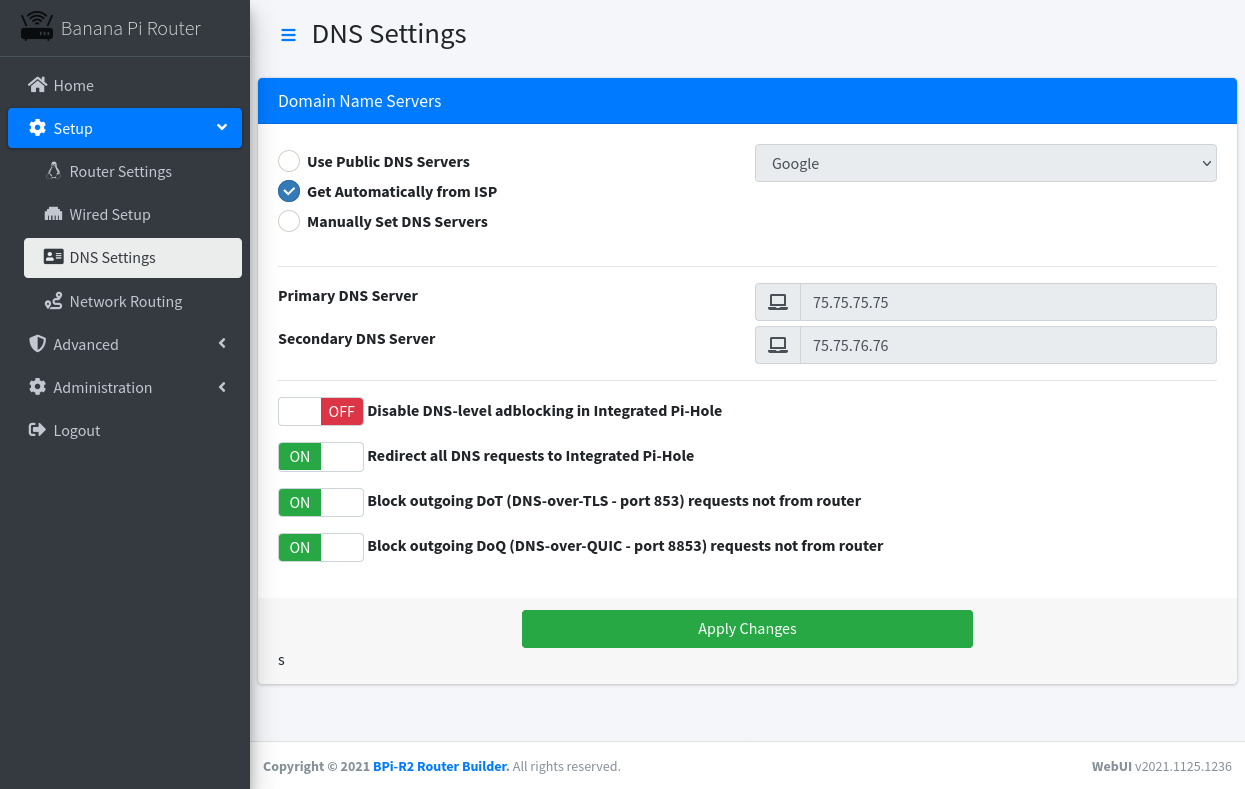 Banana Pi Router
Home
Setup
Router Settings
Wired Setup
DNS Settings
Network Routing
Advanced
Administration
Logout
DNS Settings
Domain Name Servers
Use Public DNS Servers
Google
Get Automatically from ISP
Manually Set DNS Servers
Primary DNS Server
75.75.75.75
Secondary DNS Server
75.75.76.76
OFF Disable DNS-level adblocking in Integrated Pi-Hole
ON Redirect all DNS requests to Integrated Pi-Hole
ON Block outgoing DoT (DNS-over-TLS - port 853) requests not from router
ON Block outgoing DoQ (DNS-over-QUIC - port 8853) requests not from router
Apply Changes
s
Copyright © 2021 BPi-R2 Router Builder. All rights reserved.
WebUI v2021.1125.1236